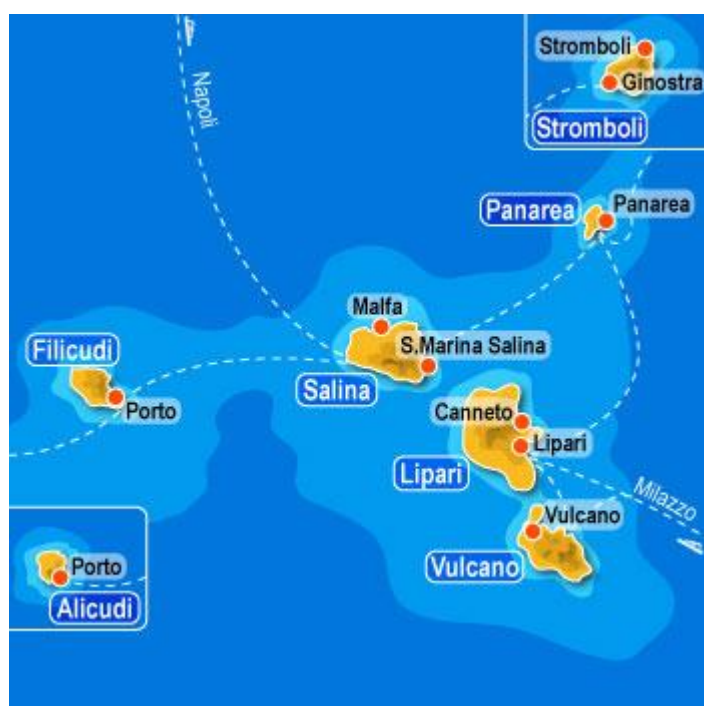 Stromboli
Ginostra
Stromboli
Napoli
Panarea
Panarea
Malfa
Filicudi
S.Marina Salina
Salina
Porto
Canneto
Lipari
Lipari
Milazzo
Vulcano
Vulcano
Porto
Alicudi